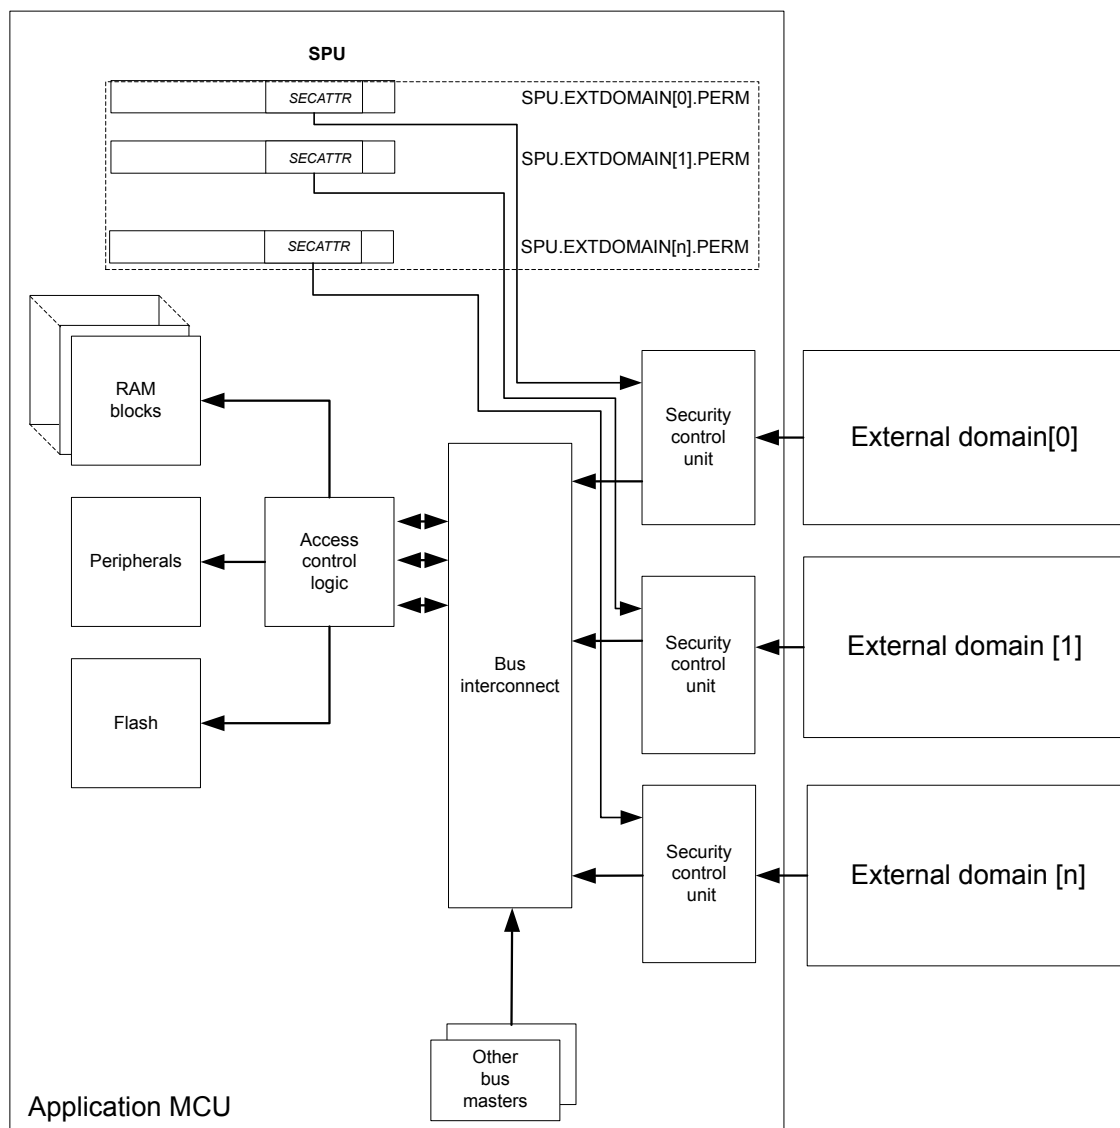 SPU
SECATTR
SPU.EXTDOMAIN[0].PERM
SECATTR
SPU.EXTDOMAIN[1].PERM
SECATTR
SPU.EXTDOMAIN[n].PERM
RAM
blocks
Security
control
unit
External domain[0]
Peripherals
Access
control
logic
Bus
interconnect
Security
control
unit
External domain [1]
Flash
Security
control
unit
External domain [n]
Other
bus
masters
Application MCU